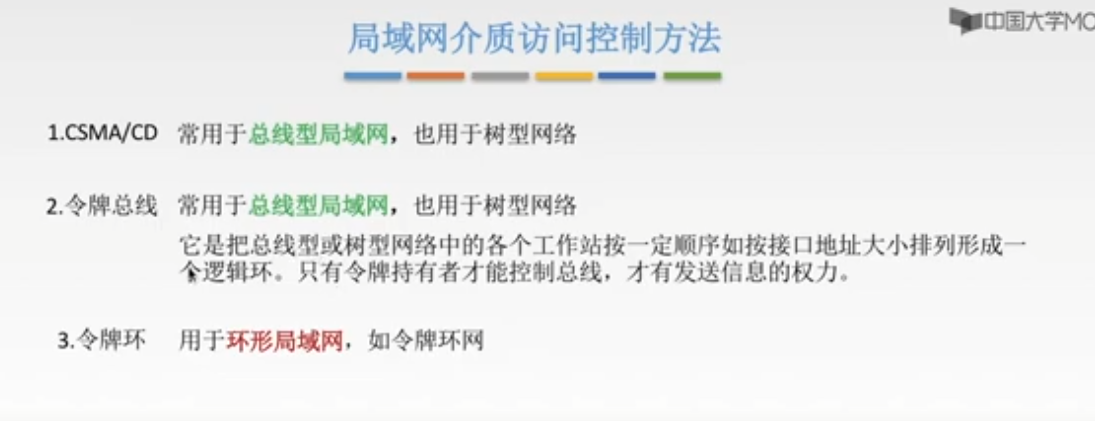 中国大学MO
局域网介质访问控制方法
1.CSMA/CD 常用于总线型局域网，也用于树型网络
2.令牌总线 常用于总线型局域网，也用于树型网络
它是把总线型或树型网络中的各个工作站按一定顺序如按接口地址大小排列形成一
个逻辑环。只有令牌持有者才能控制总线，才有发送信息的权力。
3.令牌环 用于环形局域网，如令牌环网